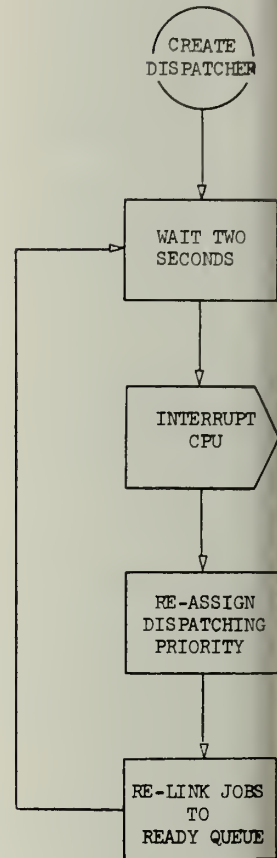 CREATE
DISPATCHER
WAIT TWO
SECONDS
INTERRUPT
CPU
RE-ASSIGN
DISPATCHING
PRIORITY
RE-LINK JOBS
TO
READY QUEUE